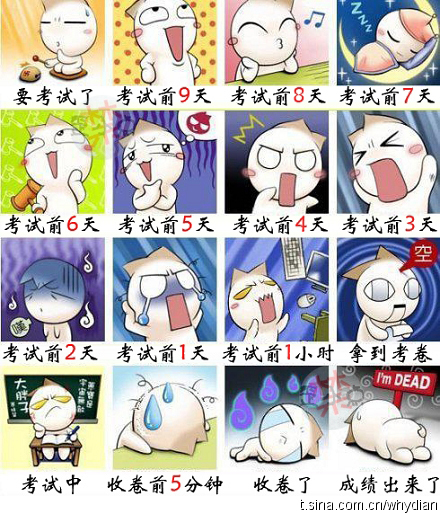 zZZ
要考试了 考试前9天 考试前8天 考试前7天
考试前6天 考试前5天 考试前4天 考试前3天
嘆
空
考试前2天 考试前1天 考试前1小时 拿到考卷
大胖子
I'm DEAD
考试中 收卷前5分钟 收卷了 成绩出来了
t.sina.com.cn/whydian